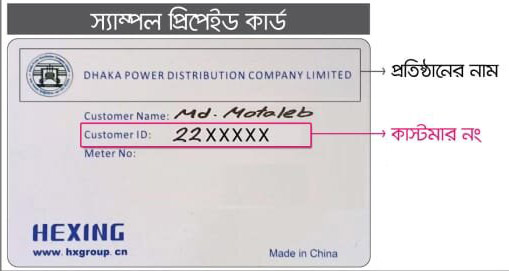 স্যাম্পল প্রিপেইড কার্ড
DHAKA POWER DISTRIBUTION COMPANY LIMITED
প্রতিষ্ঠানের নাম
Customer Name: Md. Motaleb
Customer ID: 22XXXXX
কাস্টমার নং
Meter No:
HEXING
www.hxgroup.cn
Made in China